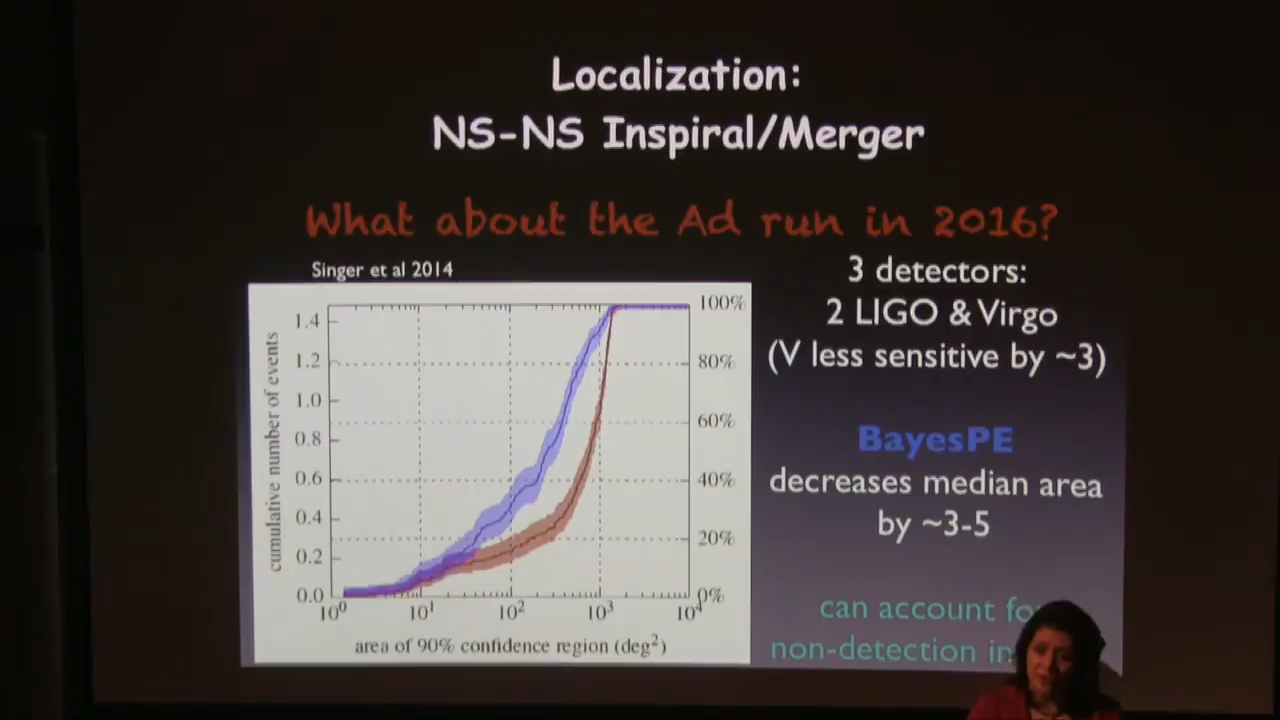 Localization:
NS-NS Inspiral/Merger
What about the Ad run in 2016?
Singer et al 2014
3 detectors:
2 LIGO & Virgo
(V less sensitive by ~3)
BayesPE
decreases median area
by ~3-5
can account
non-detection in
cumulative number of events
1.4
1.2
1.0
0.8
0.6
0.4
0.2
0.0
100%
80%
60%
40%
20%
0%
10⁰ 10¹ 10² 10³ 10⁴
area of 90% confidence region (deg²)